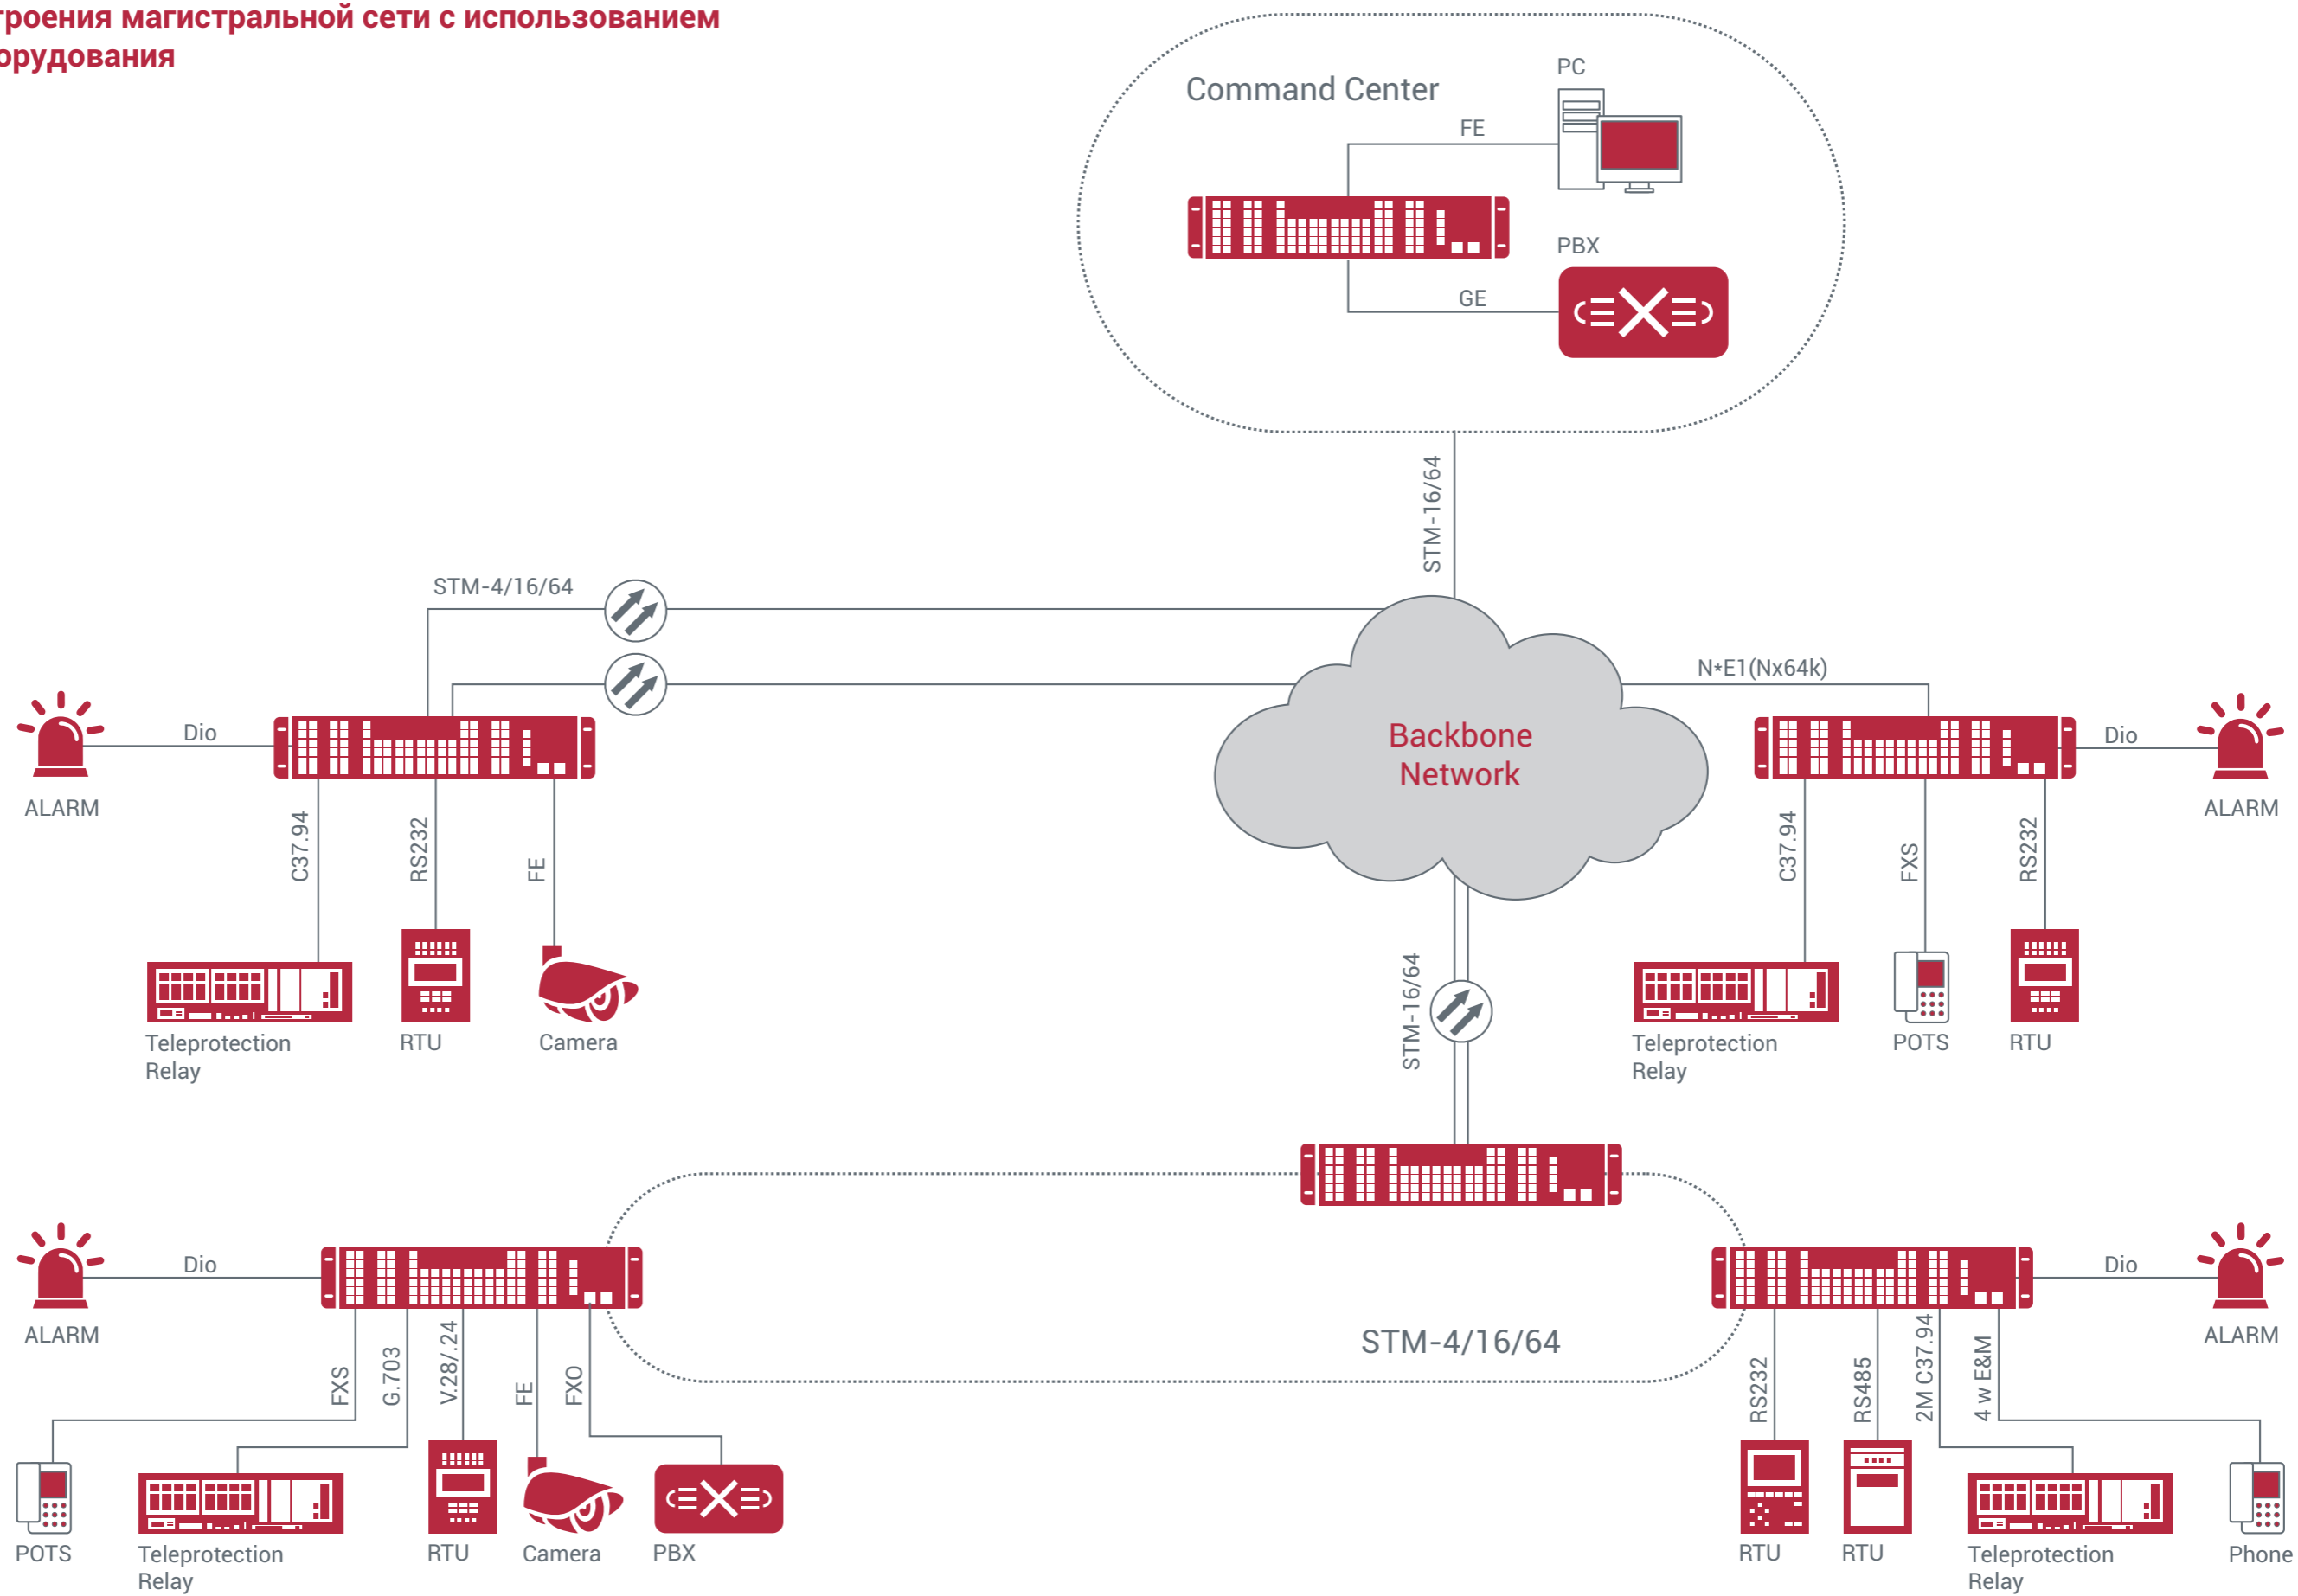 троения магистральной сети с использованием
орудования
Command Center
PC
FE
PBX
GE
STM-16/64
STM-4/16/64
N*E1(Nx64k)
Backbone
Network
Dio
ALARM
C37.94
RS232
FE
Teleprotection
Relay
RTU
Camera
Dio
ALARM
C37.94
FXS
RS232
Teleprotection
Relay
POTS
RTU
STM-16/64
STM-4/16/64
Dio
ALARM
FXS
G.703
V.28/.24
FE
FXO
POTS
Teleprotection
Relay
RTU
Camera
PBX
Dio
ALARM
RS232
RS485
2M C37.94
4 w E&M
RTU
RTU
Teleprotection
Relay
Phone